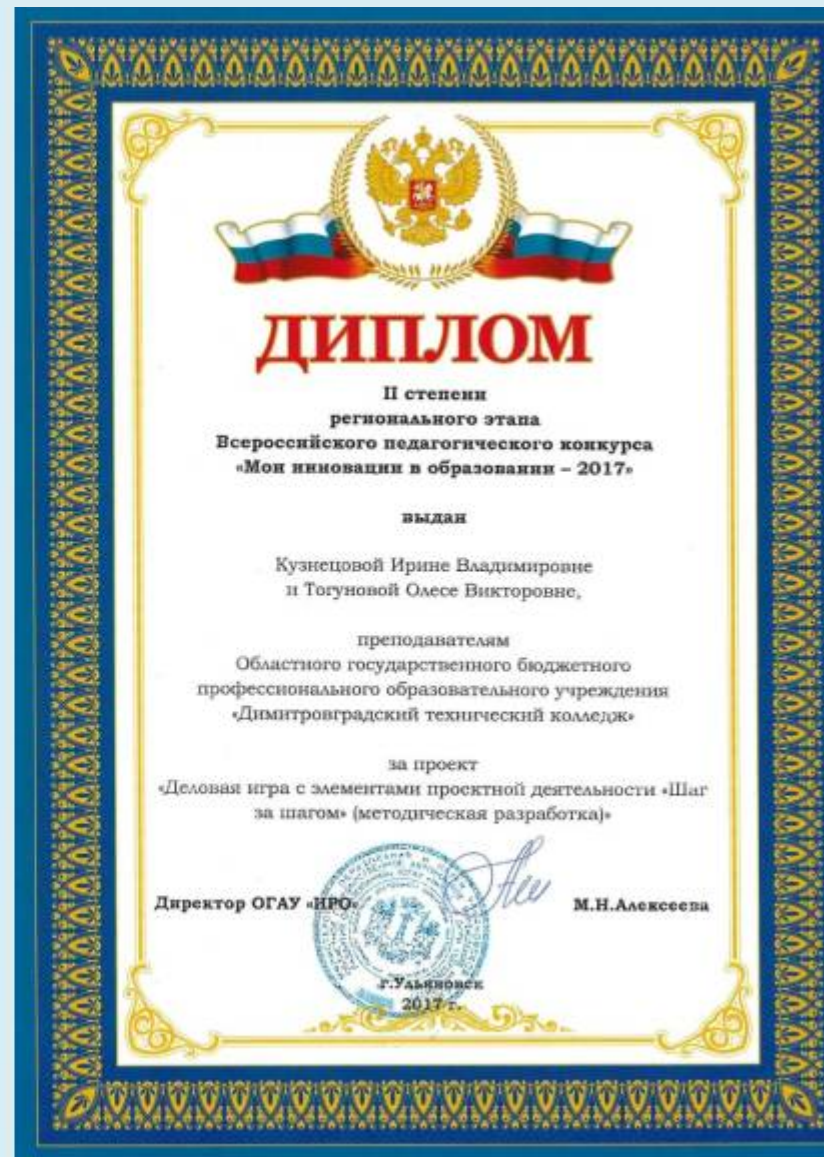 ДИПЛОМ
II степени
регионального этапа
Всероссийского педагогического конкурса
«Мои инновации в образовании – 2017»
выдан
Кузнецовой Ирине Владимировне
и Тогуновой Олесе Викторовне,
преподавателям
Областного государственного бюджетного
профессионального образовательного учреждения
«Димитровградский технический колледж»
за проект
«Деловая игра с элементами проектной деятельности «Шаг
за шагом» (методическая разработка)»
Директор ОГАУ «ИРО» М.Н.Алексеева
г.Ульяновск
2017 г.